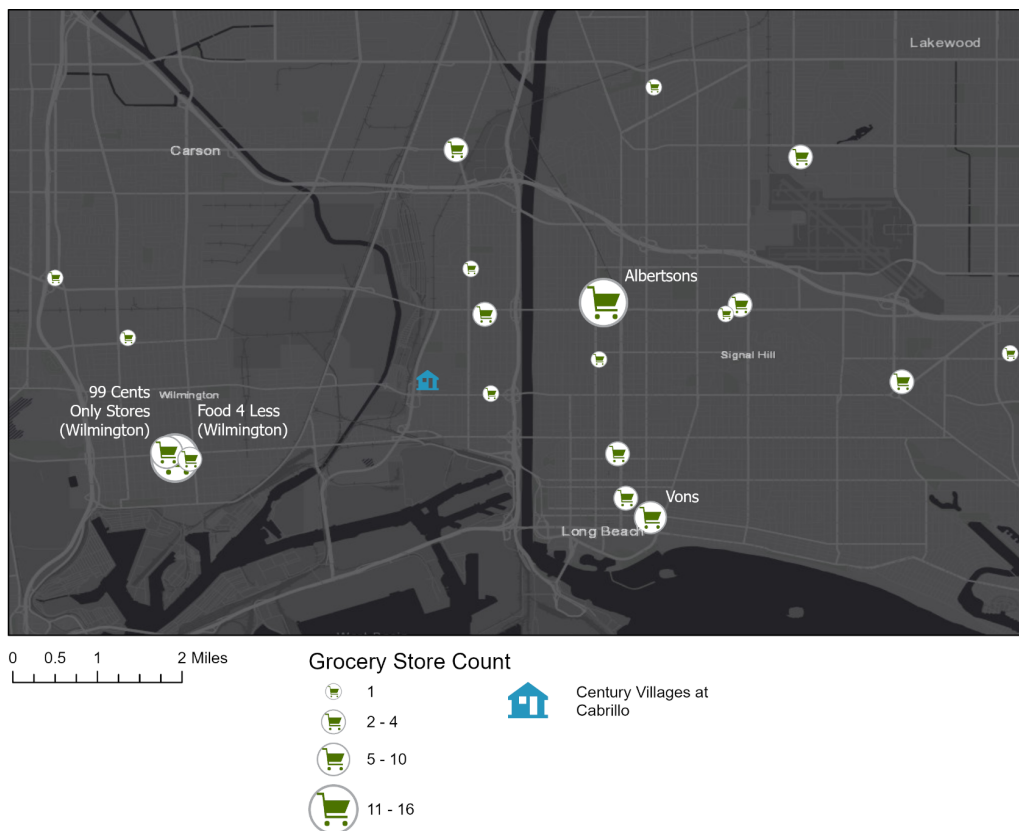 Lakewood
Carson
Albertsons
Signal Hill
99 Cents
Only Stores
(Wilmington)
Wilmington
Food 4 Less
(Wilmington)
Vons
Long Beach
0 0.5 1 2 Miles
Grocery Store Count
1
2 - 4
5 - 10
11 - 16
Century Villages at
Cabrillo